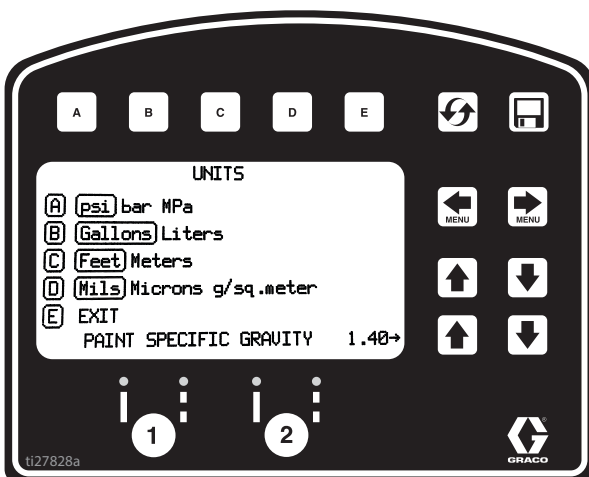 A B C D E
UNITS
A psi bar MPa
B Gallons Liters
C Feet Meters
D Mils Microns g/sq.meter
E EXIT
PAINT SPECIFIC GRAVITY 1.40→
MENU MENU
1 2
ti27828a
GRACO